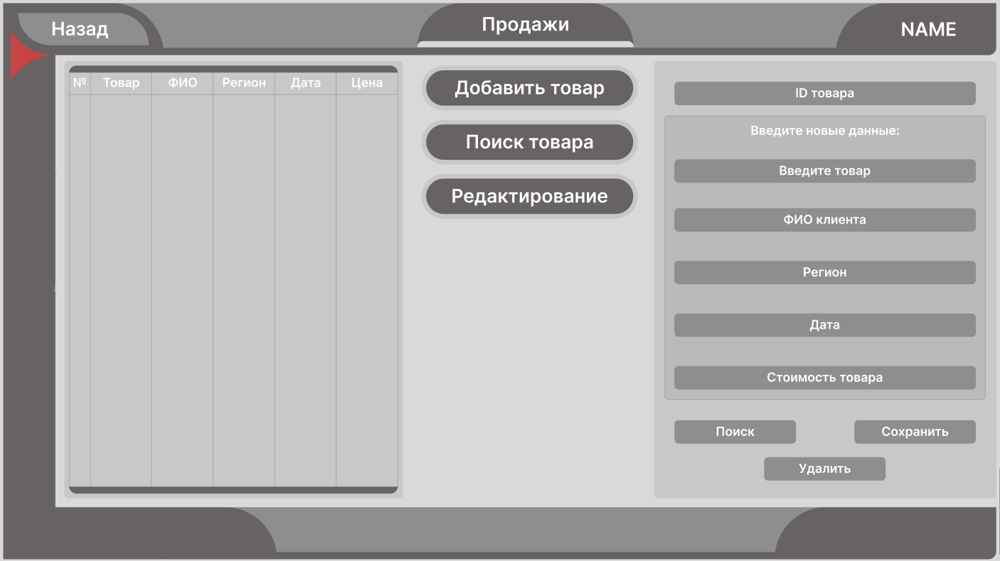 Назад
Продажи
NAME
№ Товар ФИО Регион Дата Цена
Добавить товар
Поиск товара
Редактирование
ID товара
Введите новые данные:
Введите товар
ФИО клиента
Регион
Дата
Стоимость товара
Поиск Сохранить
Удалить